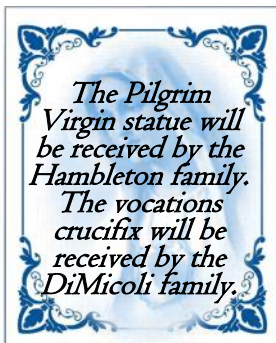 The Pilgrim
Virgin statue will
be received by the
Hambleton family.
The vocations
crucifix will be
received by the
DiMicoli family.